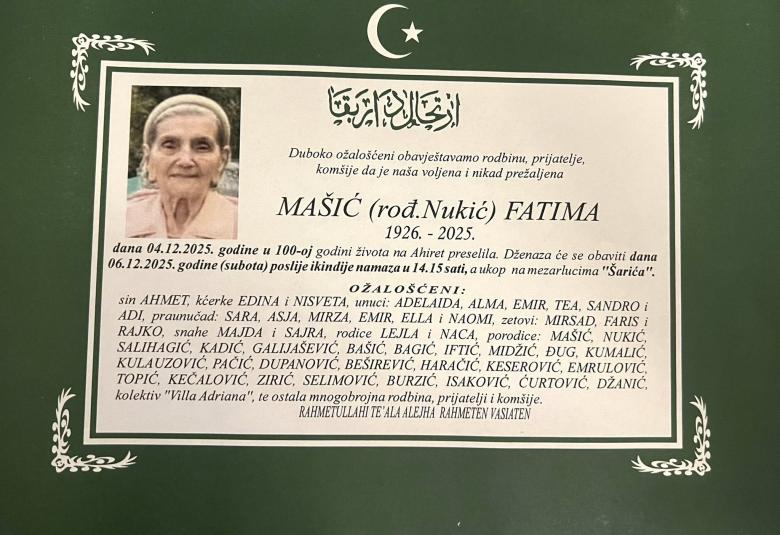 Duboko ožalošćeni obavještavamo rodbinu, prijatelje,
komšije da je naša voljena i nikad prežaljena
MAŠIĆ (rođ.Nukić) FATIMA
1926. - 2025.
dana 04.12.2025. godine u 100-oj godini života na Ahiret preselila. Dženaza će se obaviti dana
06.12.2025. godine (subota) poslije ikindije namaza u 14.15 sati, a ukop na mezarlucima "Šarića".
OŽALOŠĆENI:
sin AHMET, kćerke EDINA i NISVETA, unuci: ADELAIDA, ALMA, EMIR, TEA, SANDRO i
ADI, praunučad: SARA, ASJA, MIRZA, EMIR, ELLA i NAOMI, zetovi: MIRSAD, FARIS i
RAJKO, snahe MAJDA i SAJRA, rodice LEJLA i NACA, porodice: MAŠIĆ, NUKIĆ,
SALIHAGIĆ, KADIĆ, GALIJAŠEVIĆ, BAŠIĆ, BAGIĆ, IFTIĆ, MIDŽIĆ, ĐUG, KUMALIĆ,
KULAUZOVIĆ, PAČIĆ, DUPANOVIĆ, BEŠIREVIĆ, HARAČIĆ, KESEROVIĆ, EMRULOVIĆ,
TOPIĆ, KEČALOVIĆ, ZIRIĆ, SELIMOVIĆ, BURZIĆ, ISAKOVIĆ, ĆURTOVIĆ, DŽANIĆ,
kolektiv "Villa Adriana", te ostala mnogobrojna rodbina, prijatelji i komšije.
RAHMETULLAHI TE'ALA ALEJHA RAHMETEN VASIATEN